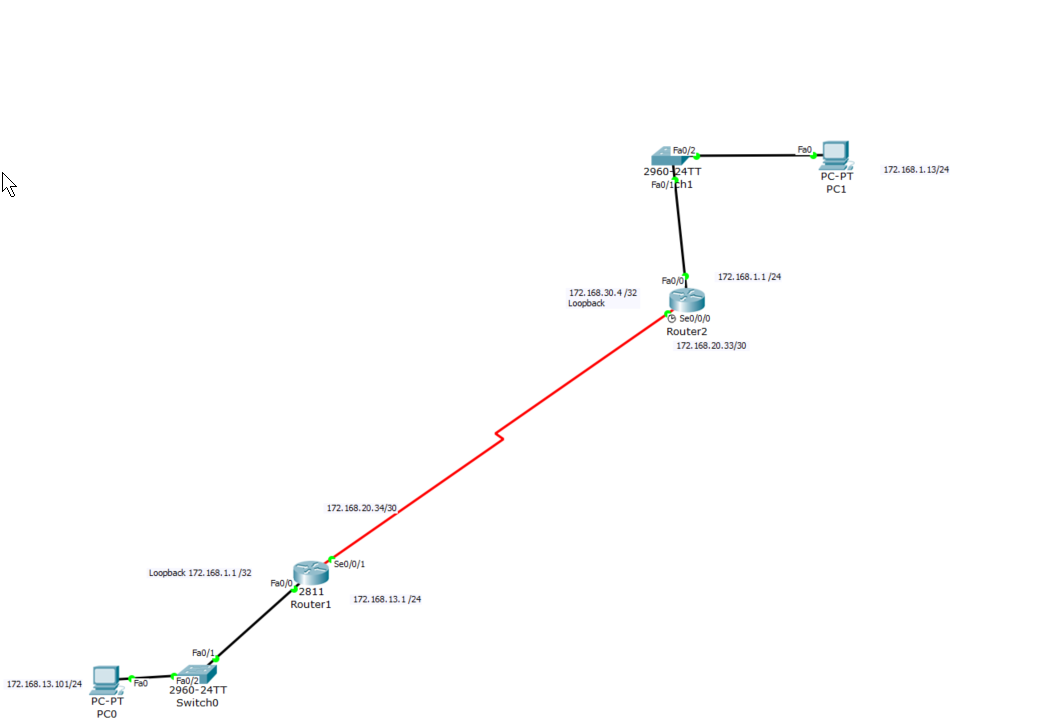 Fa0/2
Fa0
2960-24TT
Fa0/1
ch1
PC-PT
PC1
172.168.1.13/24
Fa0/0
172.168.1.1 /24
172.168.30.4 /32
Loopback
Se0/0/0
Router2
172.168.20.33/30
172.168.20.34/30
Se0/0/1
Loopback 172.168.1.1 /32
Fa0/0
2811
Router1
172.168.13.1 /24
Fa0/1
172.168.13.101/24
Fa0
Fa0/2
2960-24TT
Switch0
PC-PT
PC0